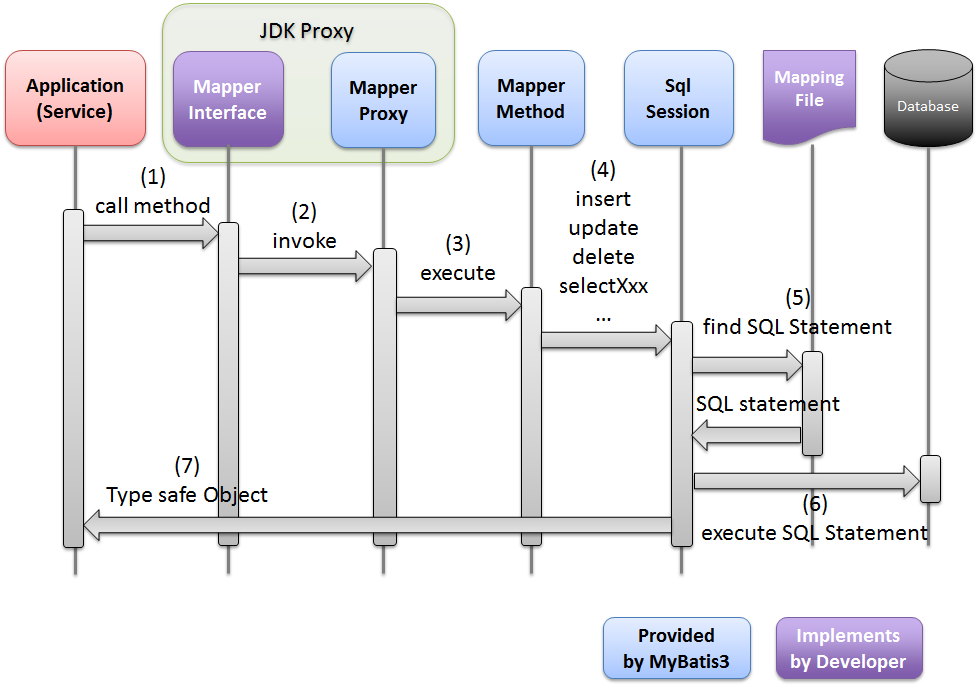 JDK Proxy
Application
(Service)
Mapper
Interface
Mapper
Proxy
Mapper
Method
Sql
Session
Mapping
File
Database
(1)
call method
(2)
invoke
(3)
execute
(4)
insert
update
delete
selectXxx
...
(5)
find SQL Statement
SQL statement
(6)
execute SQL Statement
(7)
Type safe Object
Provided
by MyBatis3
Implements
by Developer